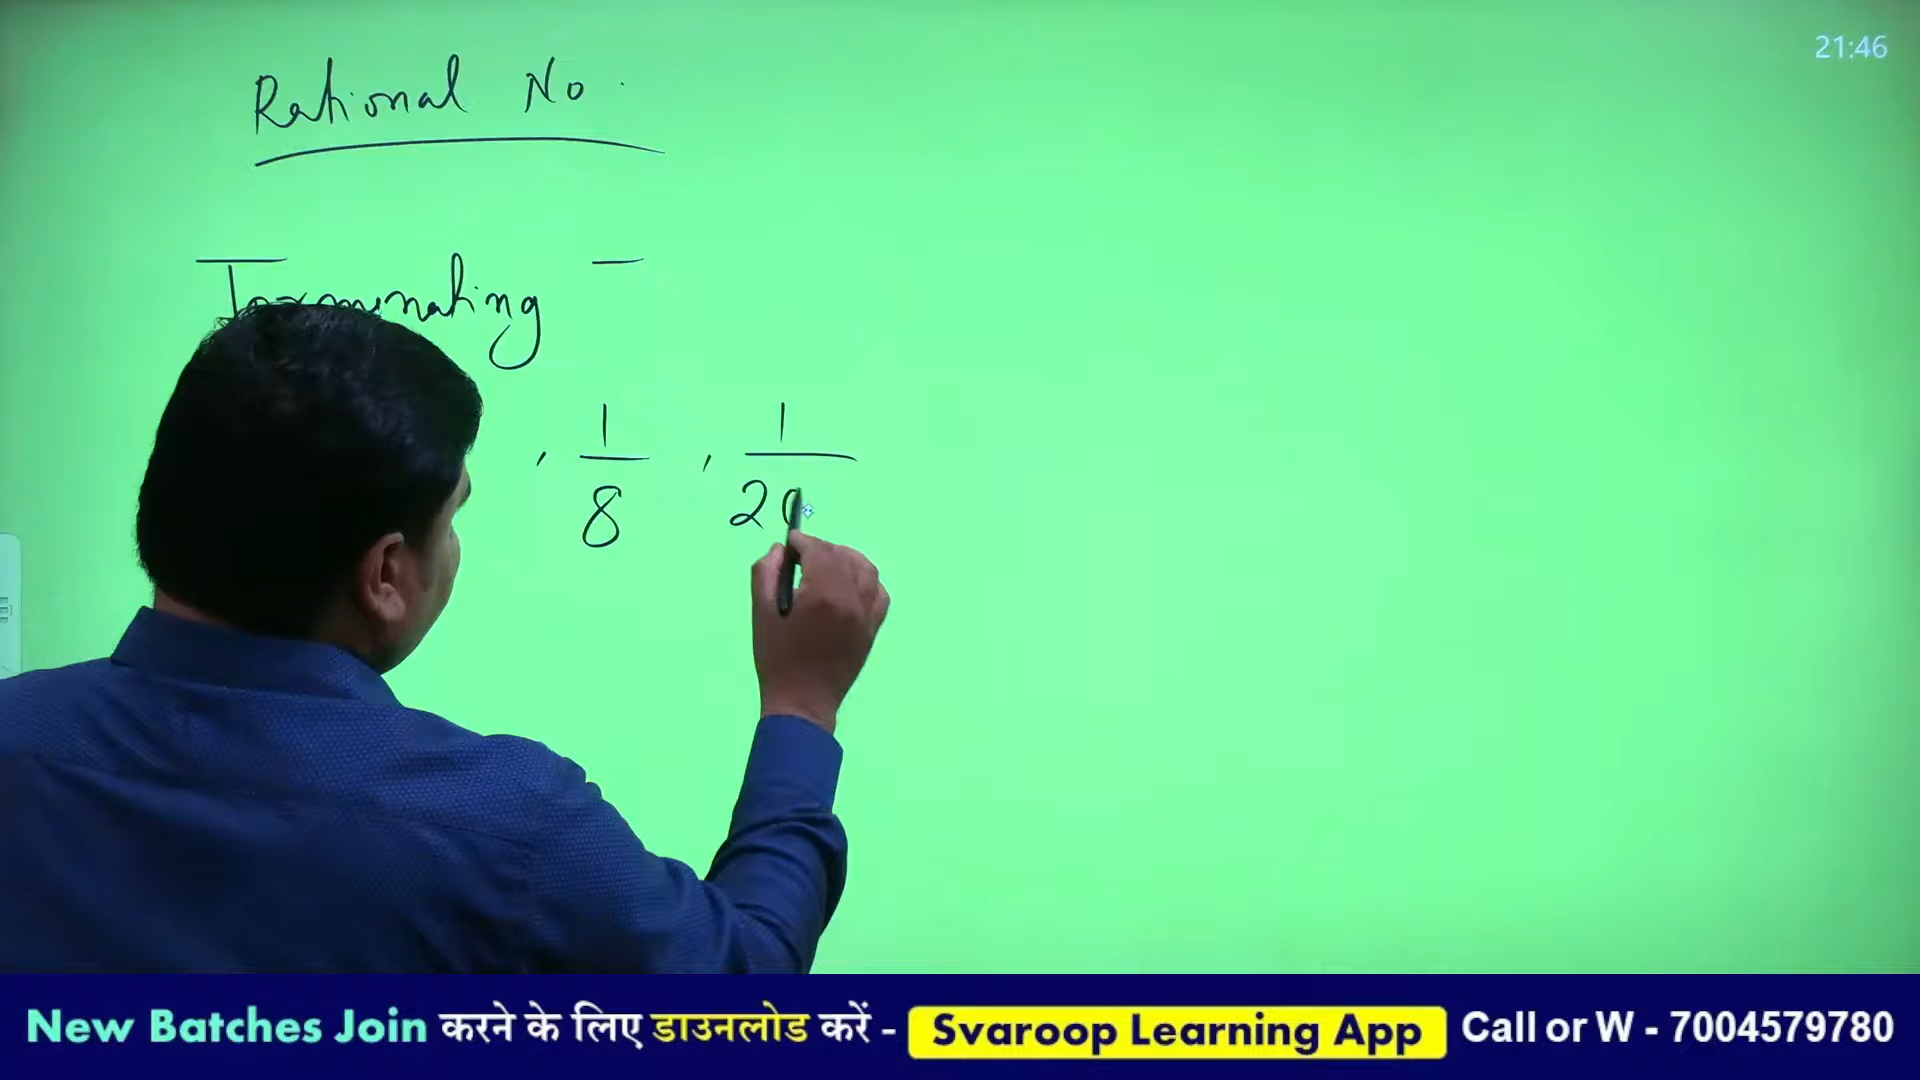 21:46
Rational No.
Terminating -
, 1/8 , 1/20
New Batches Join करने के लिए डाउनलोड करें - Svaroop Learning App Call or W - 7004579780